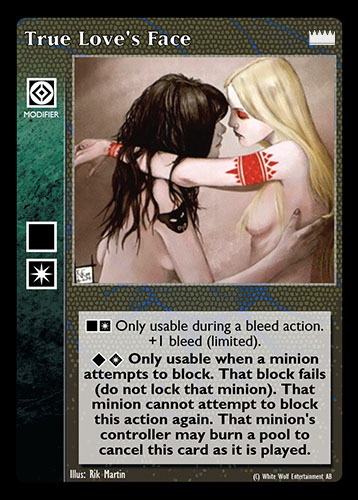 True Love's Face
MODIFIER
Only usable during a bleed action.
+1 bleed (limited).
Only usable when a minion
attempts to block. That block fails
(do not lock that minion). That
minion cannot attempt to block
this action again. That minion's
controller may burn a pool to
cancel this card as it is played.
Illus: Rik Martin
(C) White Wolf Entertainment AB